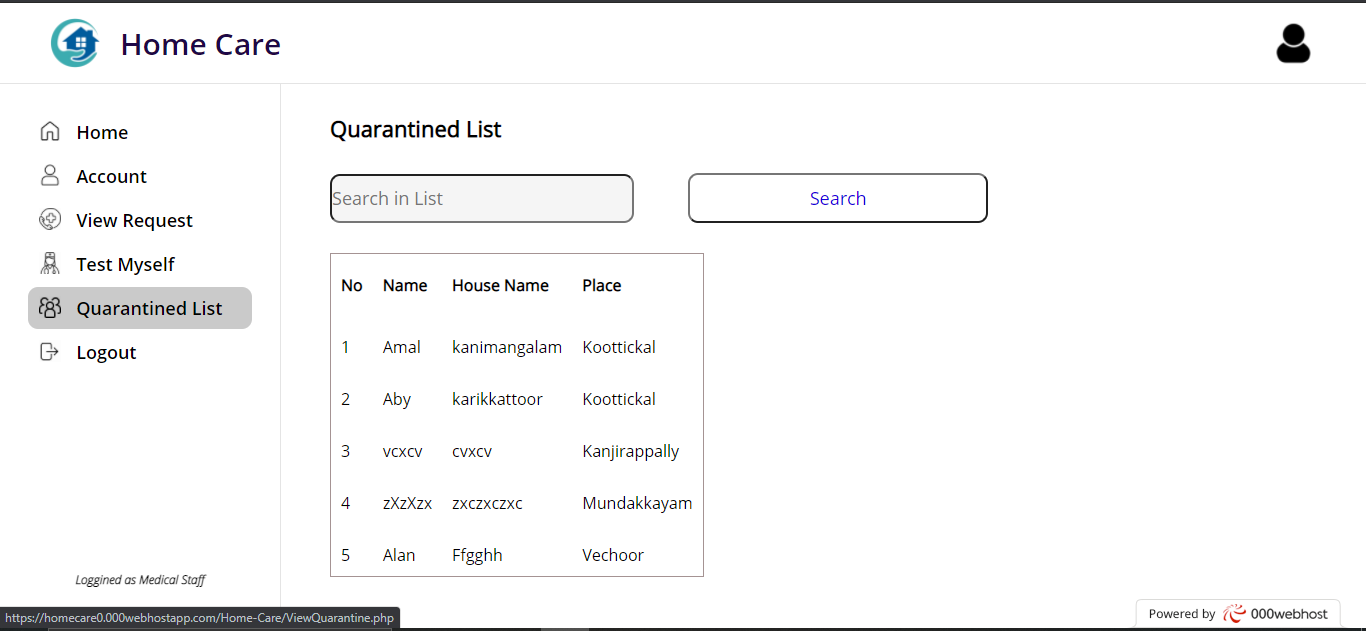 Home Care
Home
Account
View Request
Test Myself
Quarantined List
Logout
Loggined as Medical Staff
Quarantined List
Search in List Search
No Name House Name Place
1 Amal kanimangalam Koottickal
2 Aby karikkattoor Koottickal
3 vcxcv cvxcv Kanjirappally
4 zXzXzx zxczxczxc Mundakkayam
5 Alan Ffgghh Vechoor
https://homecare0.000webhostapp.com/Home-Care/ViewQuarantine.php
Powered by 000webhost